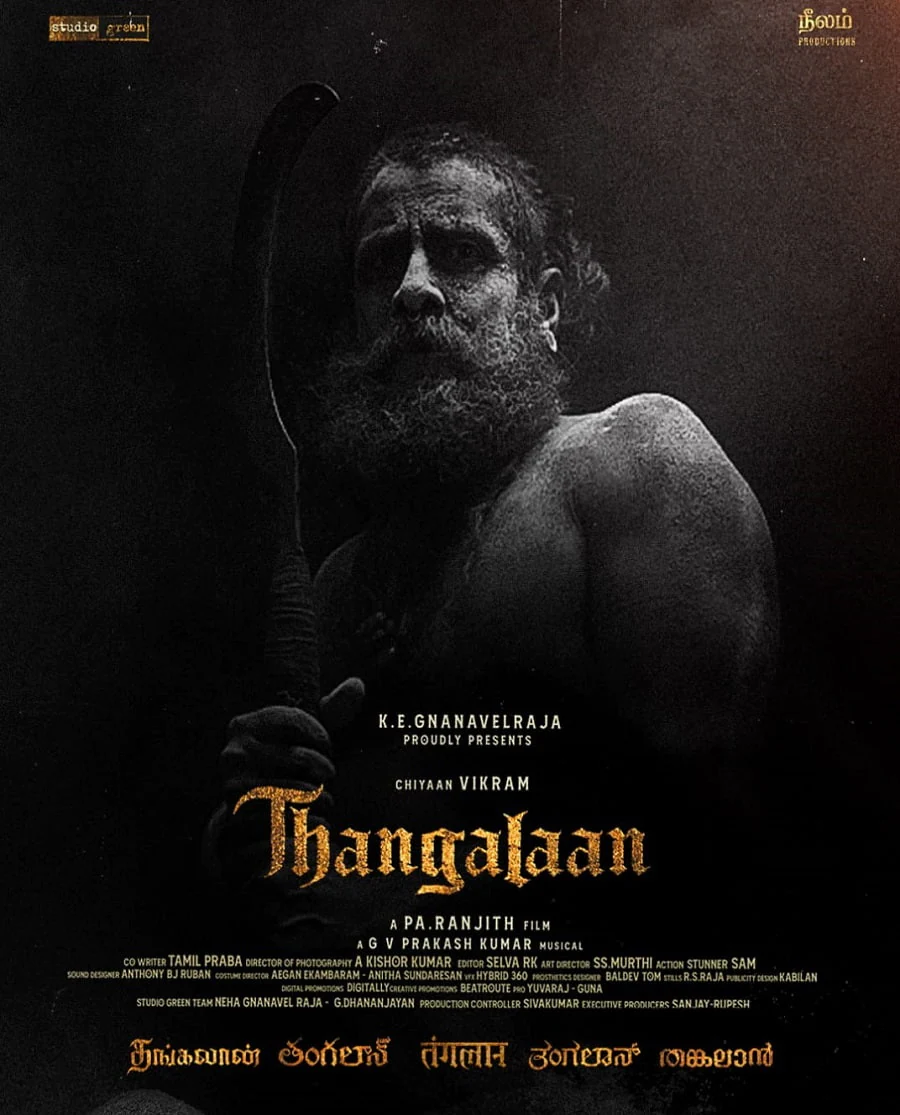 studio green
நீலம்
PRODUCTIONS
K.E.GNANAVELRAJA
PROUDLY PRESENTS
CHIYAAN VIKRAM
Thangalaan
A PA.RANJITH FILM
A G V PRAKASH KUMAR MUSICAL
CO WRITER TAMIL PRABA DIRECTOR OF PHOTOGRAPHY A KISHOR KUMAR EDITOR SELVA RK ART DIRECTOR SS.MURTHI ACTION STUNNER SAM
SOUND DESIGNER ANTHONY BJ RUBAN COSTUME DIRECTOR AEGAN EKAMBARAM - ANITHA SUNDARESAN VFX HYBRID 360 PROSTHETICS DESIGNER BALDEV TOM STILLS R.S.RAJA PUBLICITY DESIGN KABILAN
DIGITAL PROMOTIONS DIGITALLY CREATIVE PROMOTIONS BEATROUTE PRO YUVARAJ - GUNA
STUDIO GREEN TEAM NEHA GNANAVEL RAJA - G.DHANANJAYAN PRODUCTION CONTROLLER SIVAKUMAR EXECUTIVE PRODUCERS SANJAY-RUPESH
தங்கலான் తంగలాన్ तंगलान ತಂಗಲಾನ್ തങ്കലാൻ